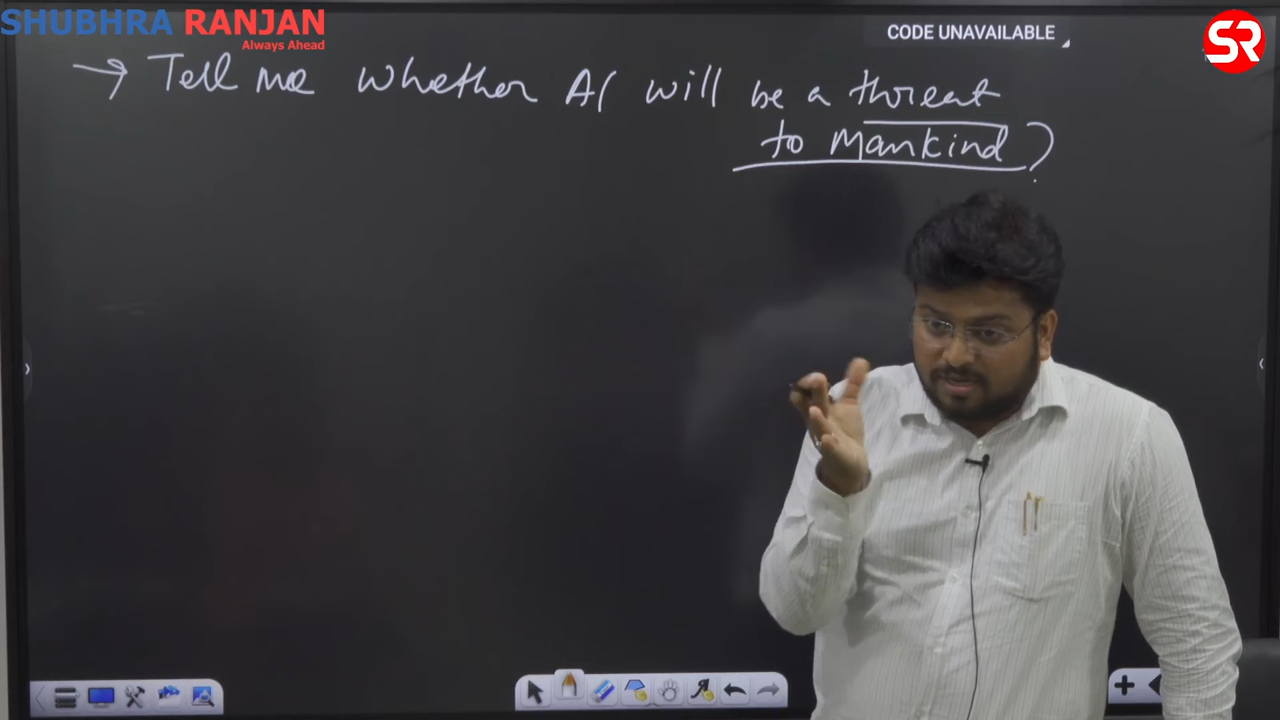 SHUBHRA RANJAN
Always Ahead
CODE UNAVAILABLE
SR
→ Tell me whether AI will be a threat
to Mankind?